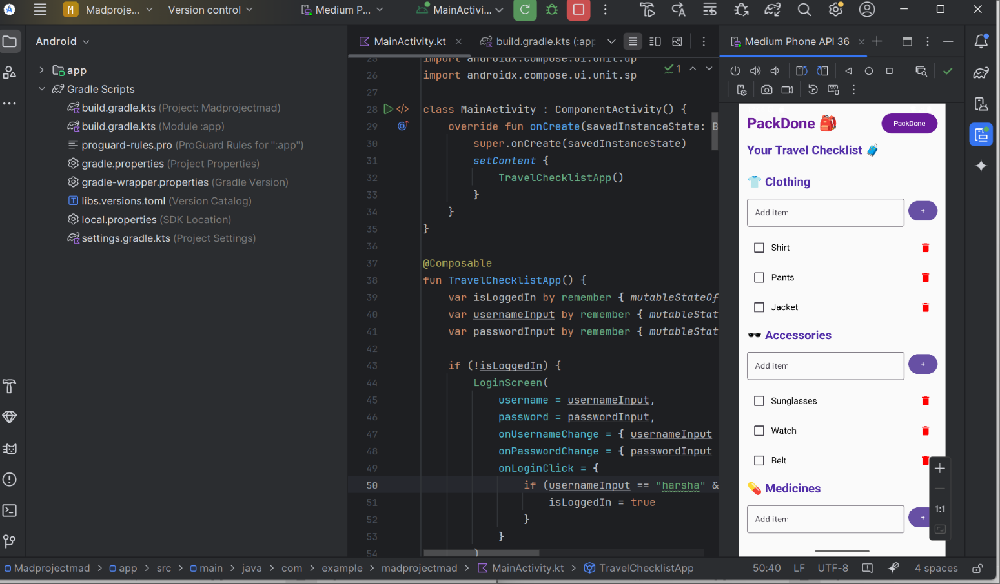 M Madproje... Version control Medium P... MainActivi...
Android
app
Gradle Scripts
build.gradle.kts (Project: Madprojectmad)
build.gradle.kts (Module :app)
proguard-rules.pro (ProGuard Rules for ":app")
gradle.properties (Project Properties)
gradle-wrapper.properties (Gradle Version)
libs.versions.toml (Version Catalog)
local.properties (SDK Location)
settings.gradle.kts (Project Settings)
MainActivity.kt build.gradle.kts (:app
1
25 import androidx.compose.ui.unit.dp
26 import androidx.compose.ui.unit.sp
27
28 class MainActivity : ComponentActivity() {
29 override fun onCreate(savedInstanceState: B
30 super.onCreate(savedInstanceState)
31 setContent {
32 TravelChecklistApp()
33 }
34 }
35 }
36
37 @Composable
38 fun TravelChecklistApp() {
39 var isLoggedIn by remember { mutableStateOf
40 var usernameInput by remember { mutableStat
41 var passwordInput by remember { mutableStat
42
43 if (!isLoggedIn) {
44 LoginScreen(
45 username = usernameInput,
46 password = passwordInput,
47 onUsernameChange = { usernameInput
48 onPasswordChange = { passwordInput
49 onLoginClick = {
50 if (usernameInput == "harsha" &
51 isLoggedIn = true
52 }
53 }
54 )
Medium Phone API 36
PackDone 🎒 PackDone
Your Travel Checklist 🧳
👕 Clothing
Add item +
Shirt
Pants
Jacket
🕶️ Accessories
Add item +
Sunglasses
Watch
Belt
💊 Medicines
Add item +
1:1
Madprojectmad > app > src > main > java > com > example > madprojectmad > MainActivity.kt > TravelChecklistApp 50:40 LF UTF-8 4 spaces